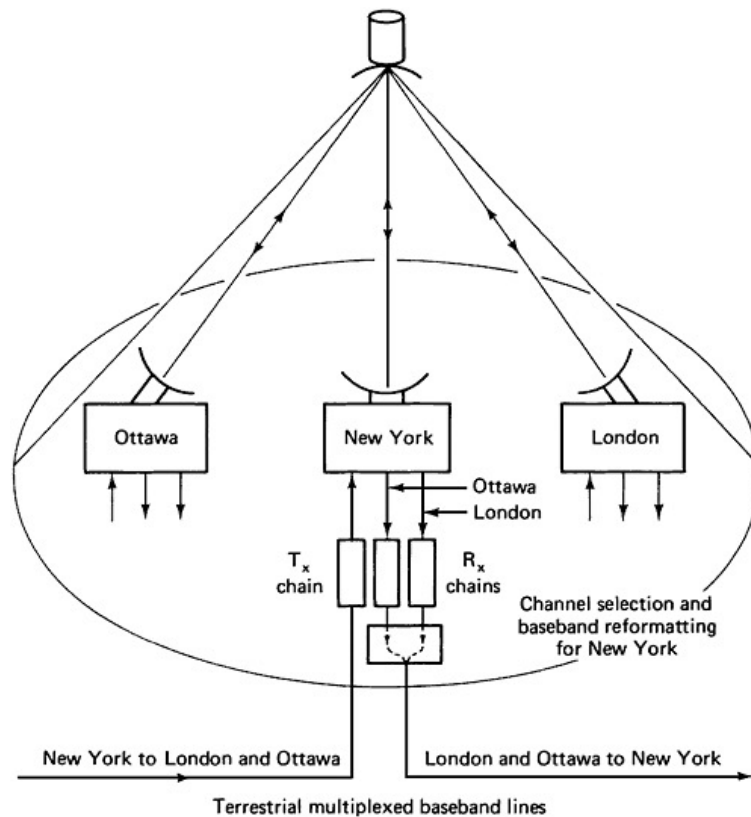 Ottawa
New York
London
Ottawa
London
Tx
chain
Rx
chains
Channel selection and
baseband reformatting
for New York
New York to London and Ottawa
London and Ottawa to New York
Terrestrial multiplexed baseband lines